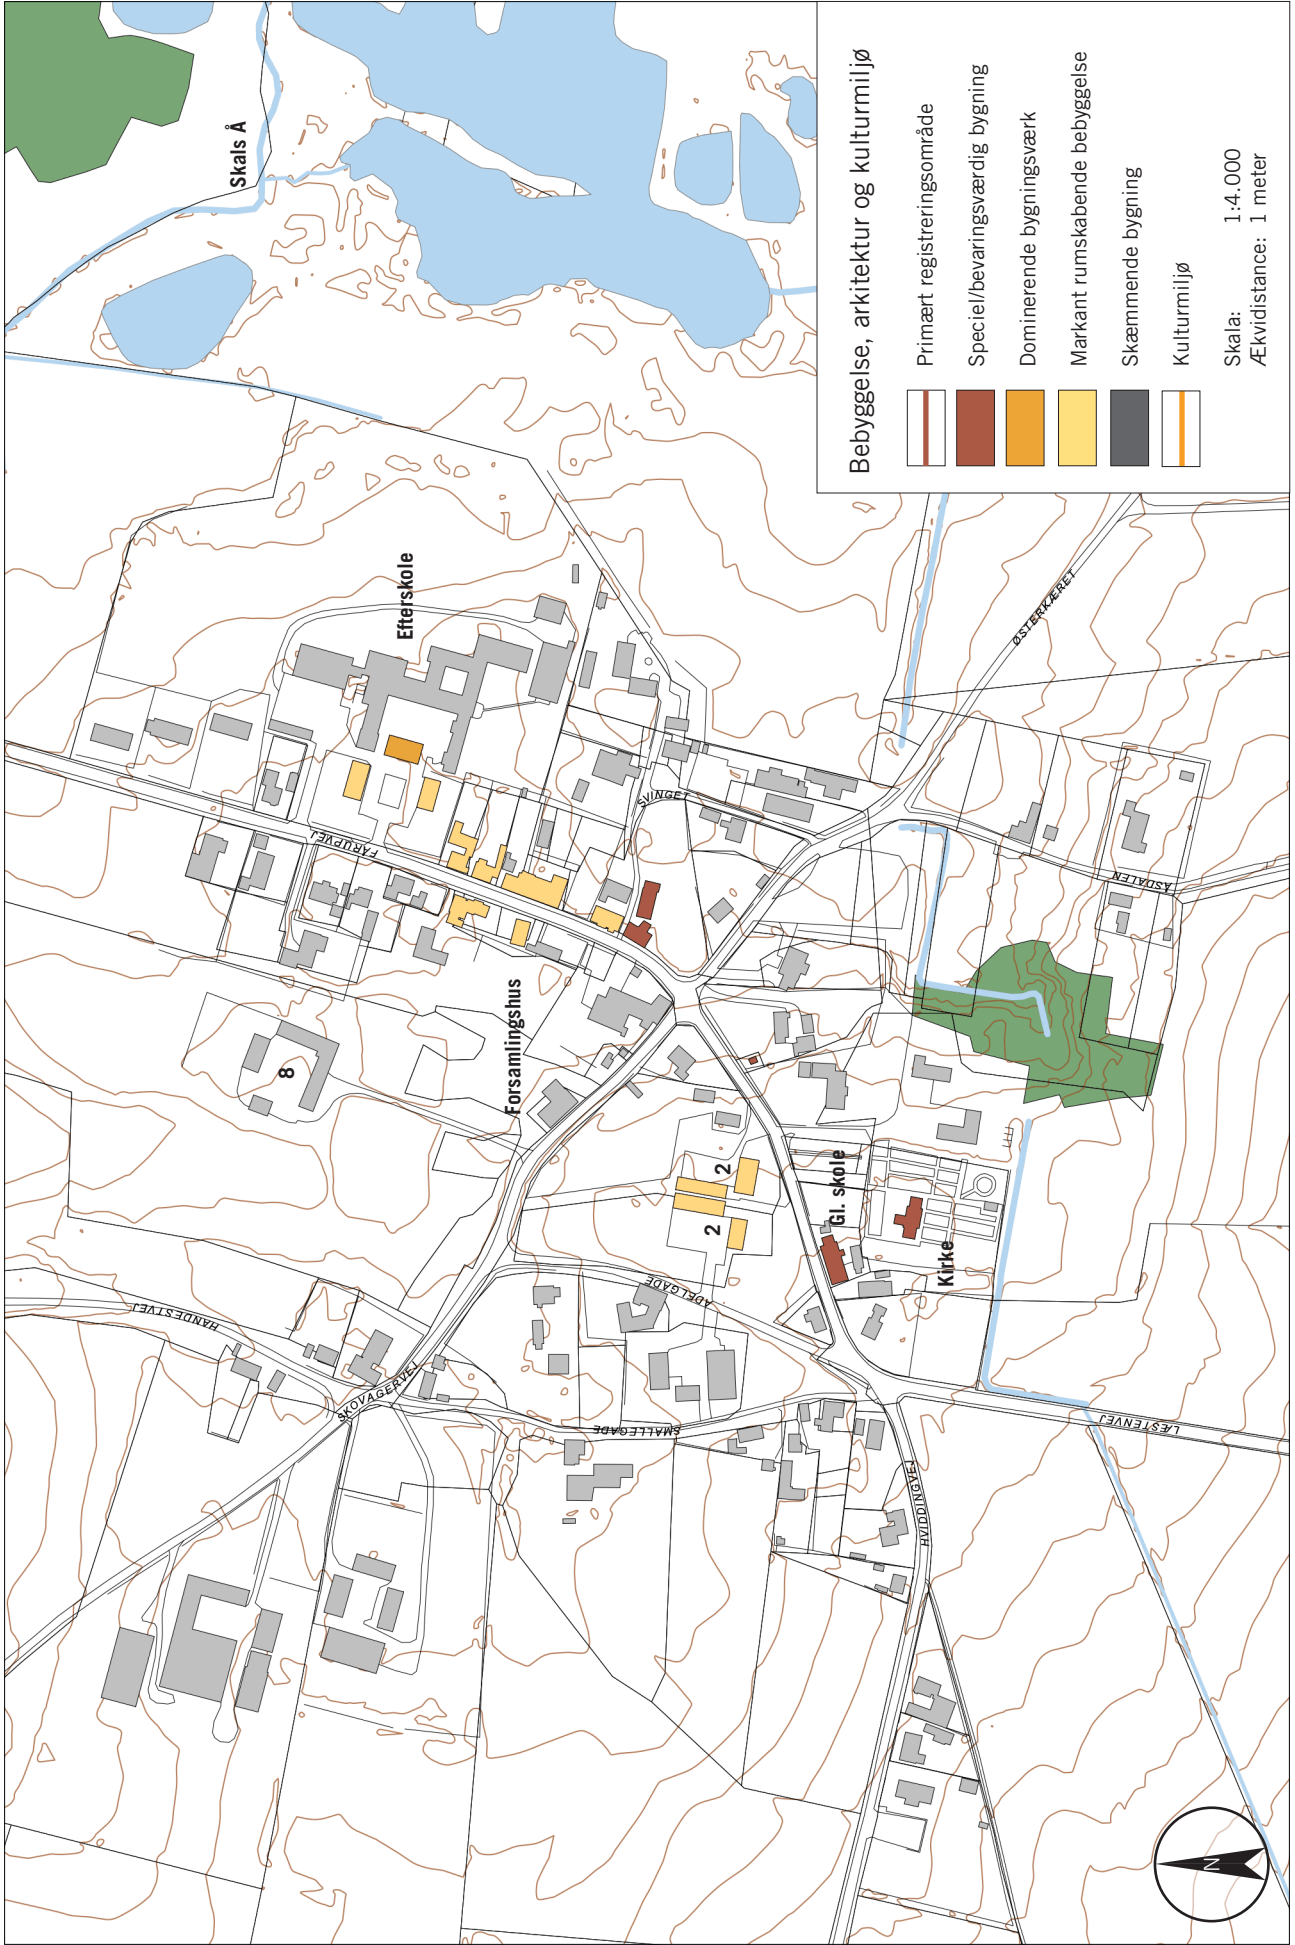 Bebyggelse, arkitektur og kulturmiljø
Primært registreringsområde
Speciel/bevaringsværdig bygning
Dominerende bygningsværk
Markant rumskabende bebyggelse
Skæmmende bygning
Kulturmiljø
Skala: 1:4.000
Ækvidistance: 1 meter
Skals Å
Efterskole
FÅRUPVEJ
SVINGET
ØSTERKÆRET
ÅSDALEN
Forsamlingshus
8
2
2
Gl. skole
Kirke
ADELGADE
HANDESTVEJ
SKOVAGERVEJ
SMALLEGADE
LÆSTENVEJ
HVIDDINGVEJ
N